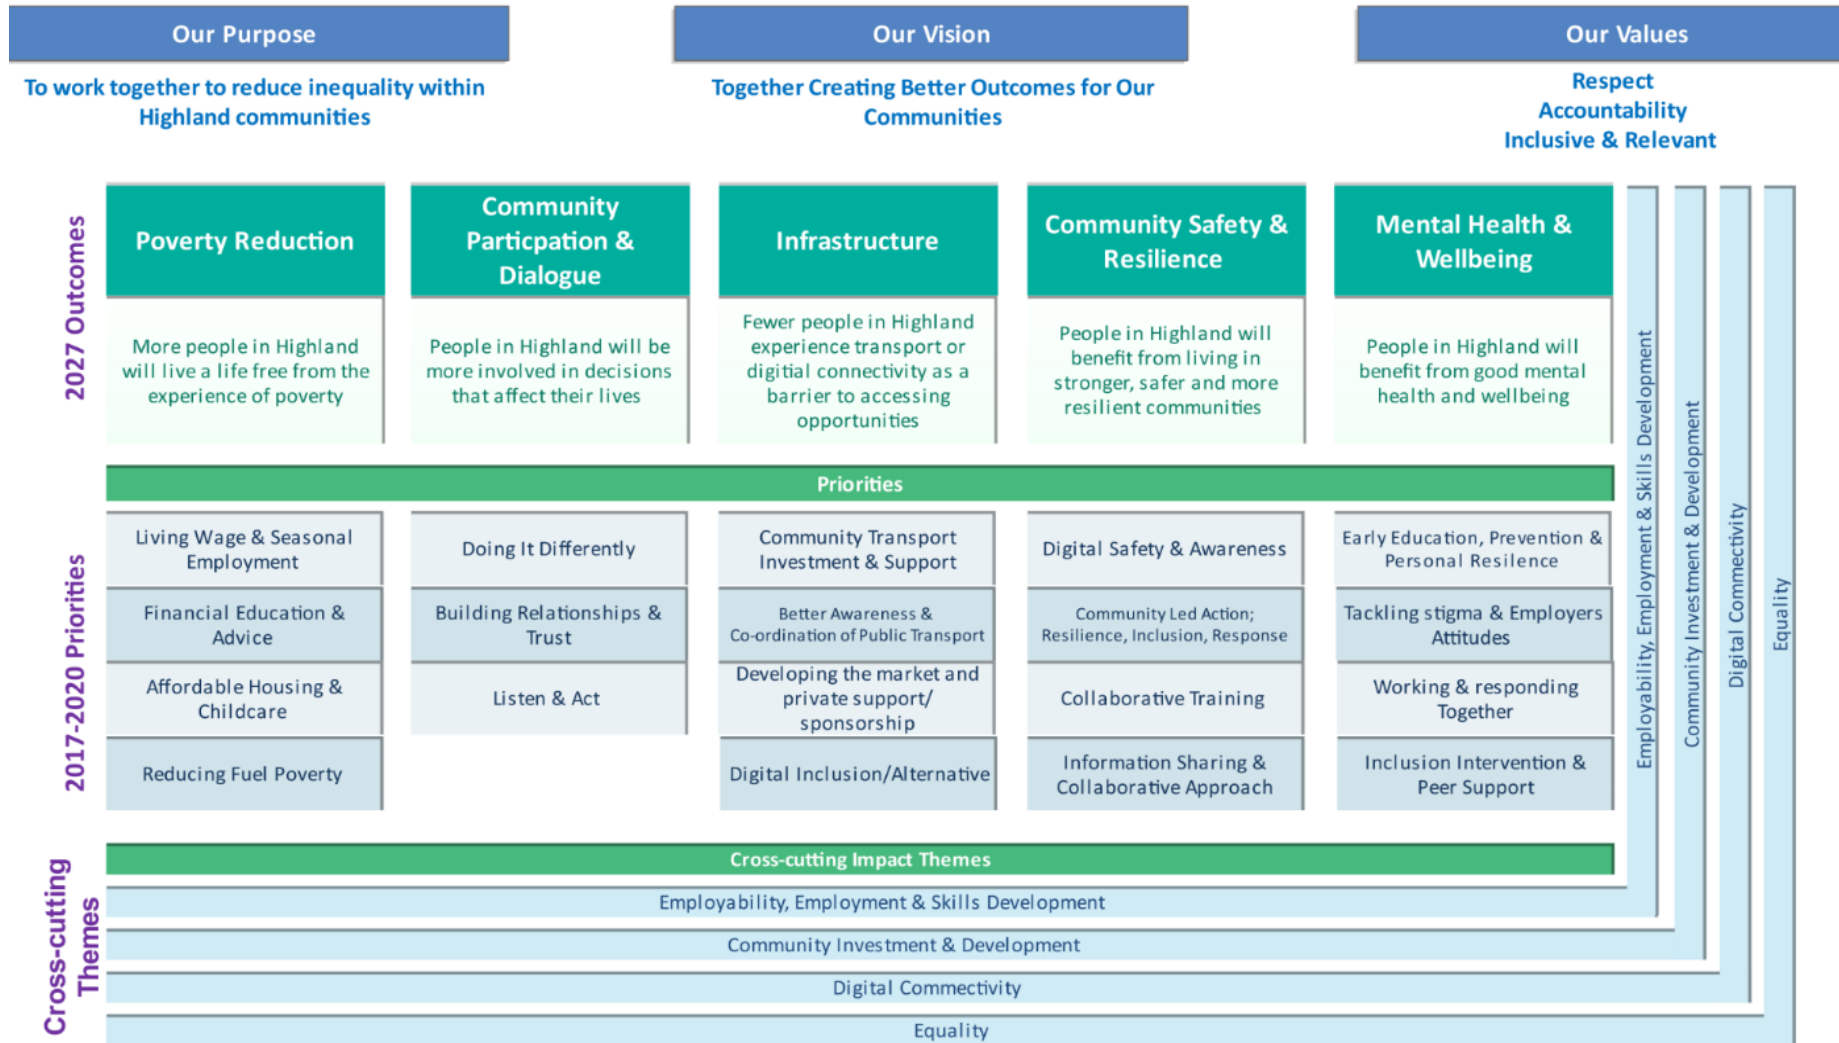 Our Purpose
Our Vision
Our Values
To work together to reduce inequality within
Highland communities
Together Creating Better Outcomes for Our
Communities
Respect
Accountability
Inclusive & Relevant
2027 Outcomes
Poverty Reduction
Community
Particpation &
Dialogue
Infrastructure
Community Safety &
Resilience
Mental Health &
Wellbeing
More people in Highland
will live a life free from the
experience of poverty
People in Highland will be
more involved in decisions
that affect their lives
Fewer people in Highland
experience transport or
digitial connectivity as a
barrier to accessing
opportunities
People in Highland will
benefit from living in
stronger, safer and more
resilient communities
People in Highland will
benefit from good mental
health and wellbeing
Priorities
2017-2020 Priorities
Living Wage & Seasonal
Employment
Doing It Differently
Community Transport
Investment & Support
Digital Safety & Awareness
Early Education, Prevention &
Personal Resilence
Financial Education &
Advice
Building Relationships &
Trust
Better Awareness &
Co-ordination of Public Transport
Community Led Action;
Resilience, Inclusion, Response
Tackling stigma & Employers
Attitudes
Affordable Housing &
Childcare
Listen & Act
Developing the market and
private support/
sponsorship
Collaborative Training
Working & responding
Together
Reducing Fuel Poverty
Digital Inclusion/Alternative
Information Sharing &
Collaborative Approach
Inclusion Intervention &
Peer Support
Employability, Employment & Skills Development
Community Investment & Development
Digital Commectivity
Equality
Cross-cutting
Themes
Cross-cutting Impact Themes
Employability, Employment & Skills Development
Community Investment & Development
Digital Commectivity
Equality